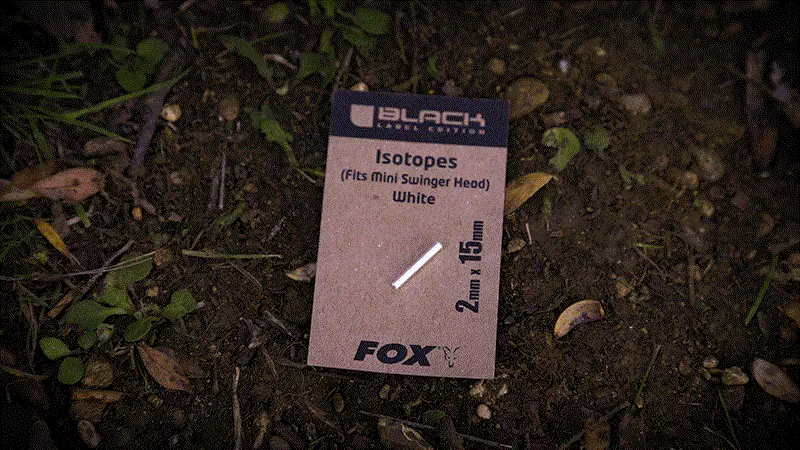 BLACK
LABEL EDITION
Isotopes
(Fits Mini Swinger Head)
White
2mm x 15mm
FOX